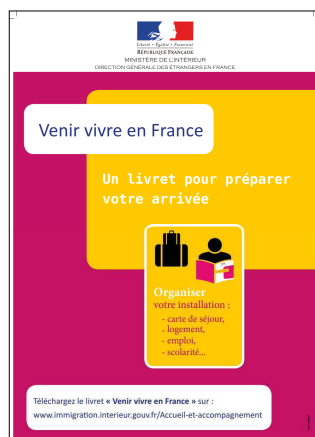 Liberté • Égalité • Fraternité
RÉPUBLIQUE FRANÇAISE
MINISTÈRE DE L'INTÉRIEUR
DIRECTION GÉNÉRALE DES ÉTRANGERS EN FRANCE
Venir vivre en France
Un livret pour préparer
votre arrivée
Organiser
votre installation :
- carte de séjour,
- logement,
- emploi,
- scolarité...
Téléchargez le livret « Venir vivre en France » sur :
www.immigration.interieur.gouv.fr/Accueil-et-accompagnement